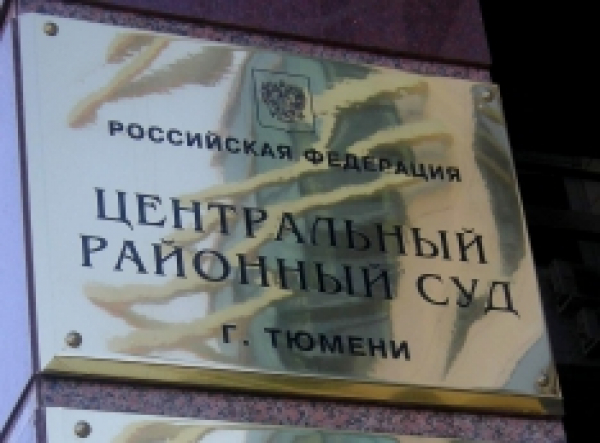 РОССИЙСКАЯ ФЕДЕРАЦИЯ
ЦЕНТРАЛЬНЫЙ
РАЙОННЫЙ СУД
Г. ТЮМЕНИ